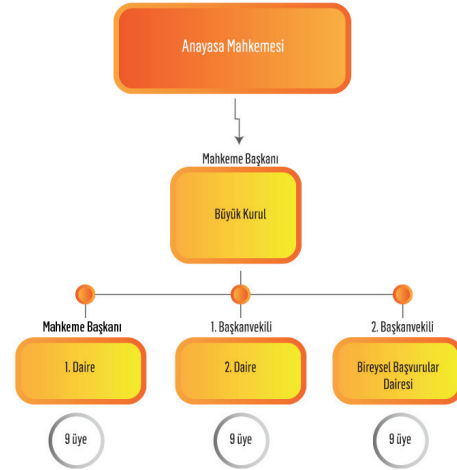 Anayasa Mahkemesi
Mahkeme Başkanı
Büyük Kurul
Mahkeme Başkanı
1. Başkanvekili
2. Başkanvekili
1. Daire
2. Daire
Bireysel Başvurular
Dairesi
9 üye
9 üye
9 üye